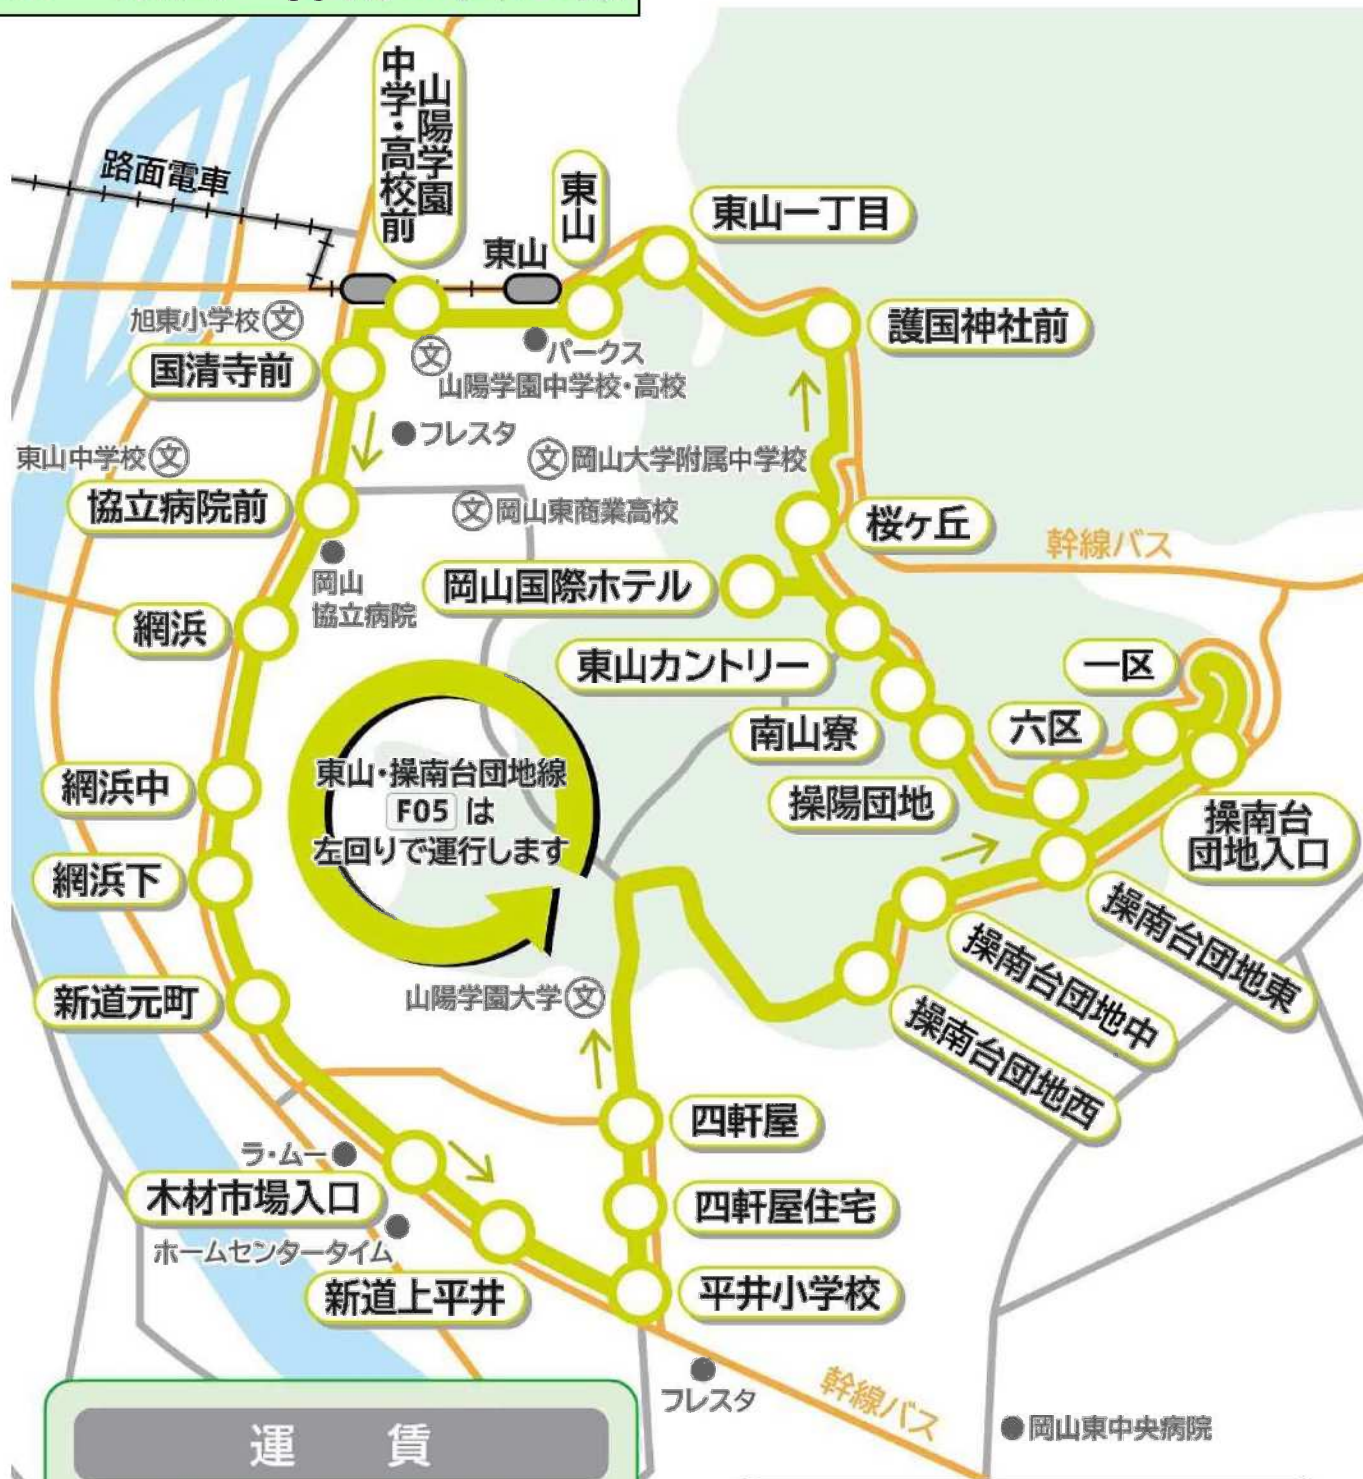 中学・高校前
山陽学園
路面電車
東山
東山
東山一丁目
護国神社前
旭東小学校
文
国清寺前
文
パークス
山陽学園中学校・高校
フレスタ
東山中学校
文
文
岡山大学附属中学校
協立病院前
文
岡山東商業高校
桜ヶ丘
幹線バス
岡山
協立病院
岡山国際ホテル
網浜
東山カントリー
一区
南山寮
六区
東山・操南台団地線
F05 は
左回りで運行します
網浜中
操陽団地
操南台
団地入口
網浜下
操南台団地東
操南台団地中
操南台団地西
新道元町
山陽学園大学
文
四軒屋
ラ・ムー
木材市場入口
四軒屋住宅
ホームセンタータイム
新道上平井
平井小学校
フレスタ
幹線バス
岡山東中央病院
運 賃